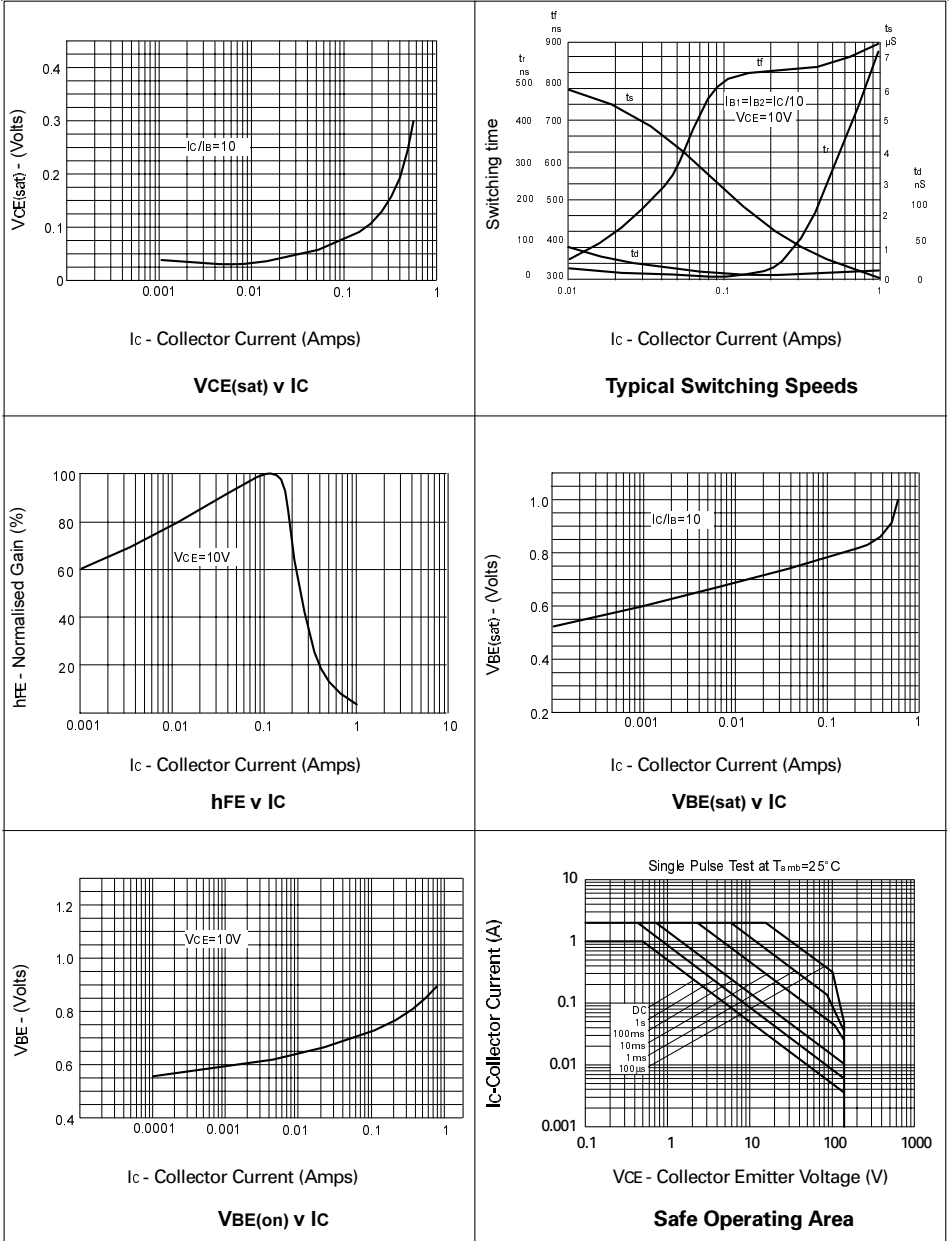 0.4
0.3
0.2
0.1
0
VCE(sat) - (Volts)
IC/IB=10
0.001
0.01
0.1
1
IC - Collector Current (Amps)
VCE(sat) v IC
tf
ns
900
800
700
600
500
400
300
tr
ns
500
400
300
200
100
0
Switching time
ts
µS
7
6
5
4
3
2
1
0
td
nS
100
50
0
tf
ts
IB1=IB2=IC/10
VCE=10V
tr
td
0.01
0.1
1
IC - Collector Current (Amps)
Typical Switching Speeds
100
80
60
40
20
hFE - Normalised Gain (%)
VCE=10V
0.001
0.01
0.1
1
10
IC - Collector Current (Amps)
hFE v IC
1.0
0.8
0.6
0.4
0.2
VBE(sat) - (Volts)
IC/IB=10
0.001
0.01
0.1
1
IC - Collector Current (Amps)
VBE(sat) v IC
1.2
1.0
0.8
0.6
0.4
VBE - (Volts)
VCE=10V
0.0001
0.001
0.01
0.1
1
IC - Collector Current (Amps)
VBE(on) v IC
Single Pulse Test at Tamb=25°C
10
1
0.1
0.01
0.001
IC-Collector Current (A)
DC
1s
100ms
10ms
1ms
100µs
0.1
1
10
100
1000
VCE - Collector Emitter Voltage (V)
Safe Operating Area